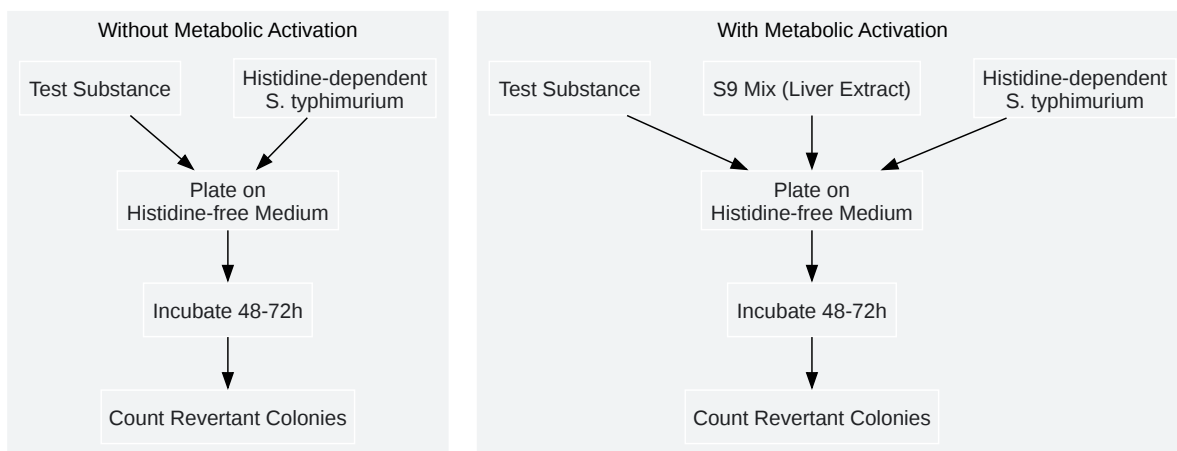 Without Metabolic Activation
Test Substance
Histidine-dependent
S. typhimurium
Plate on
Histidine-free Medium
Incubate 48-72h
Count Revertant Colonies
With Metabolic Activation
Test Substance
S9 Mix (Liver Extract)
Histidine-dependent
S. typhimurium
Plate on
Histidine-free Medium
Incubate 48-72h
Count Revertant Colonies